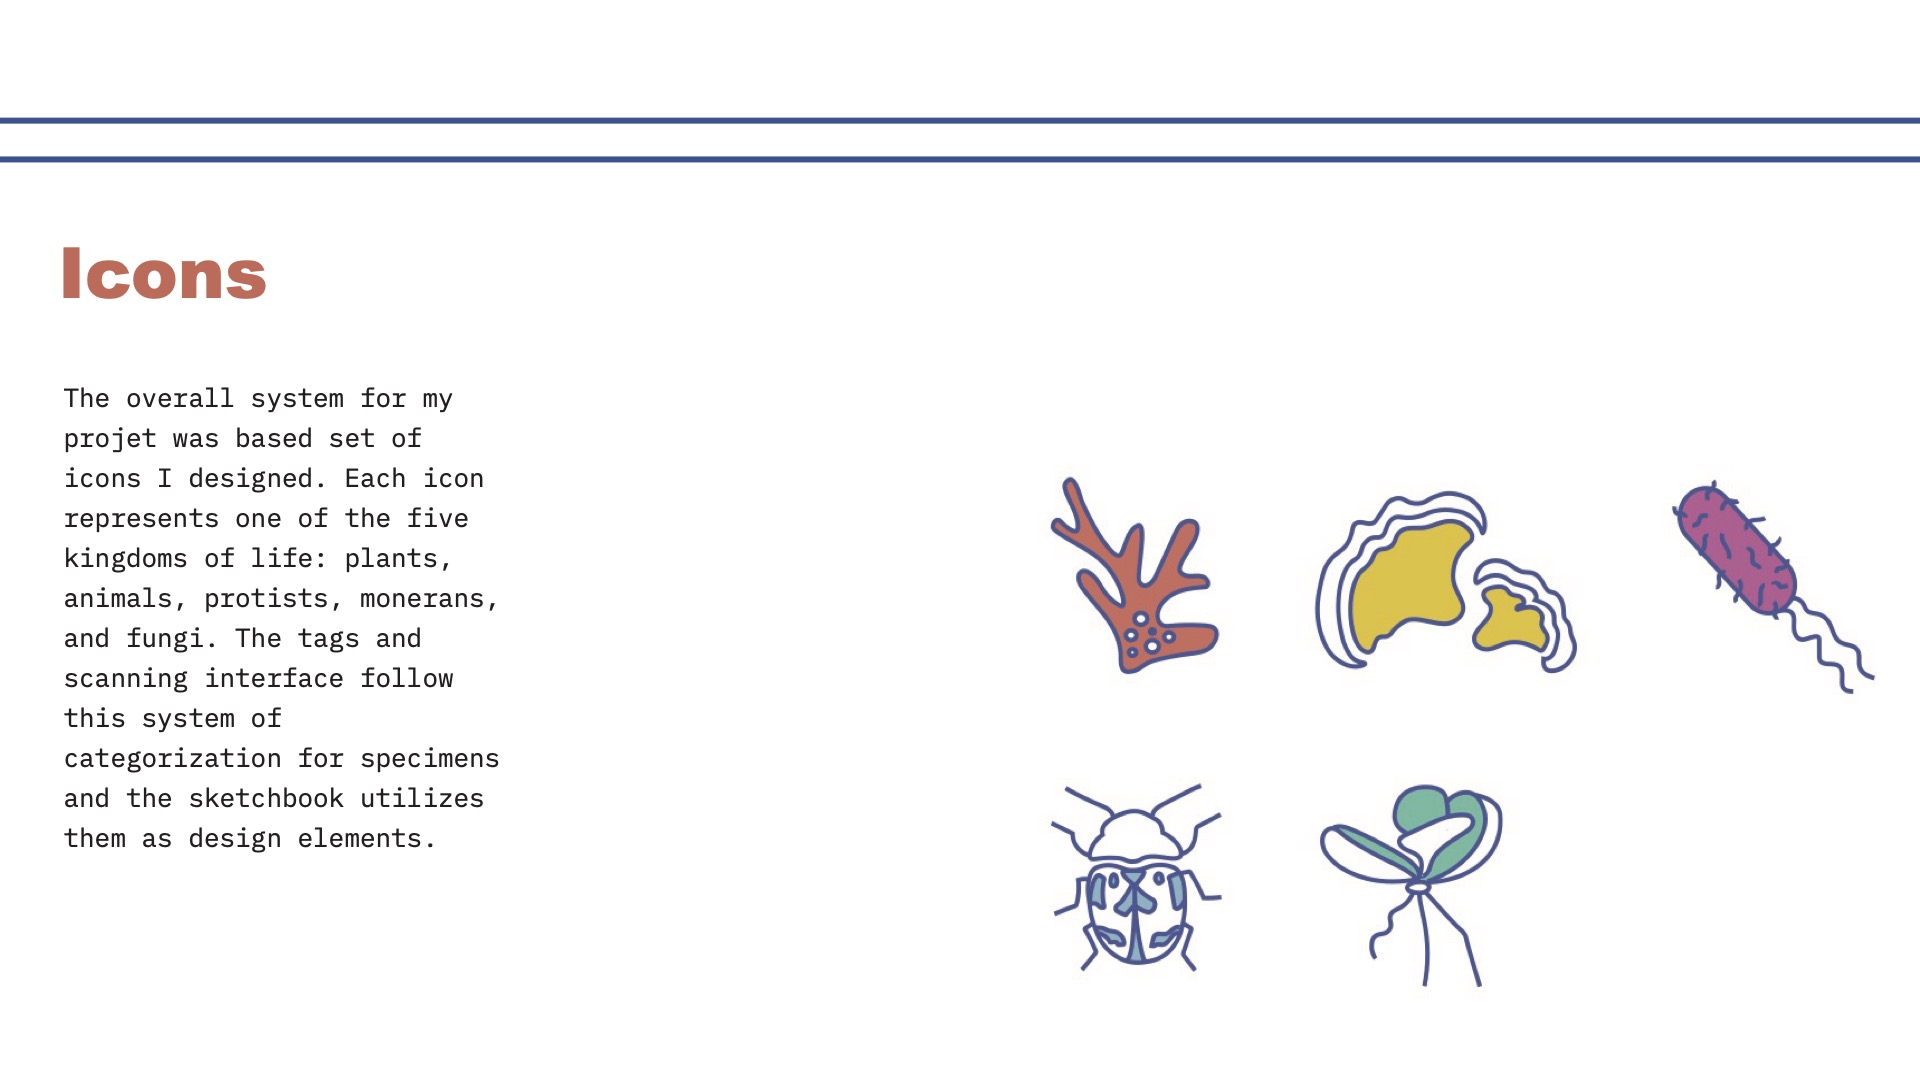 Icons
The overall system for my
projet was based set of
icons I designed. Each icon
represents one of the five
kingdoms of life: plants,
animals, protists, monerans,
and fungi. The tags and
scanning interface follow
this system of
categorization for specimens
and the sketchbook utilizes
them as design elements.